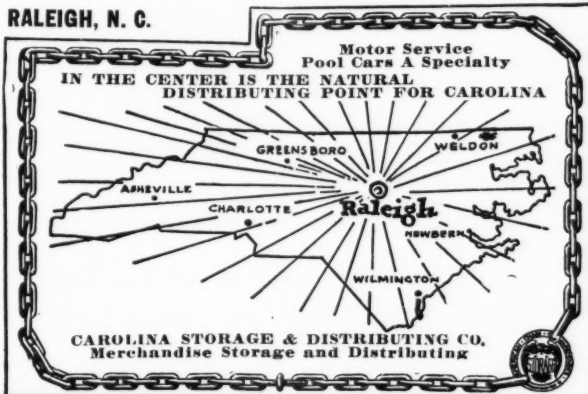 RALEIGH, N. C.
Motor Service
Pool Cars A Specialty
IN THE CENTER IS THE NATURAL
DISTRIBUTING POINT FOR CAROLINA
GREENSBORO
WELDON
ASHEVILLE
CHARLOTTE
Raleigh
NEWBERN
WILMINGTON
CAROLINA STORAGE & DISTRIBUTING CO.
Merchandise Storage and Distributing